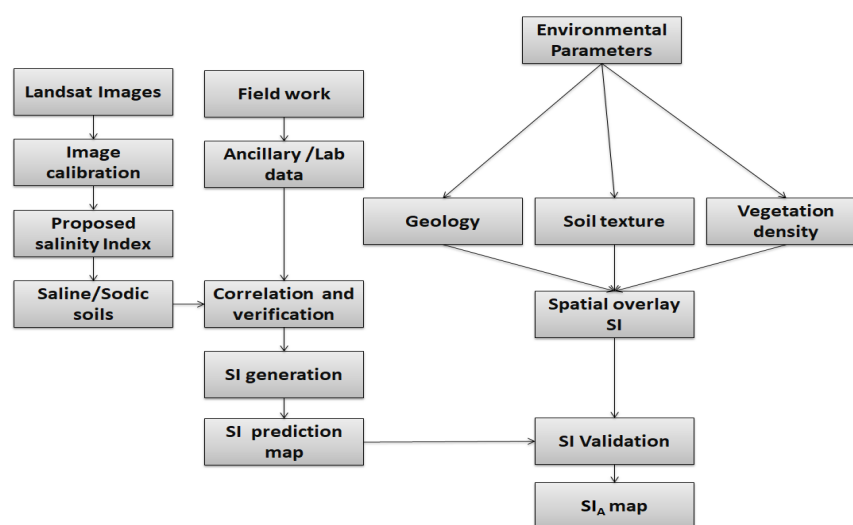 Environmental
Parameters
Landsat Images
Field work
Image
calibration
Ancillary /Lab
data
Proposed
salinity Index
Geology
Soil texture
Vegetation
density
Saline/Sodic
soils
Correlation and
verification
Spatial overlay
SI
SI generation
SI prediction
map
SI Validation
SIA map